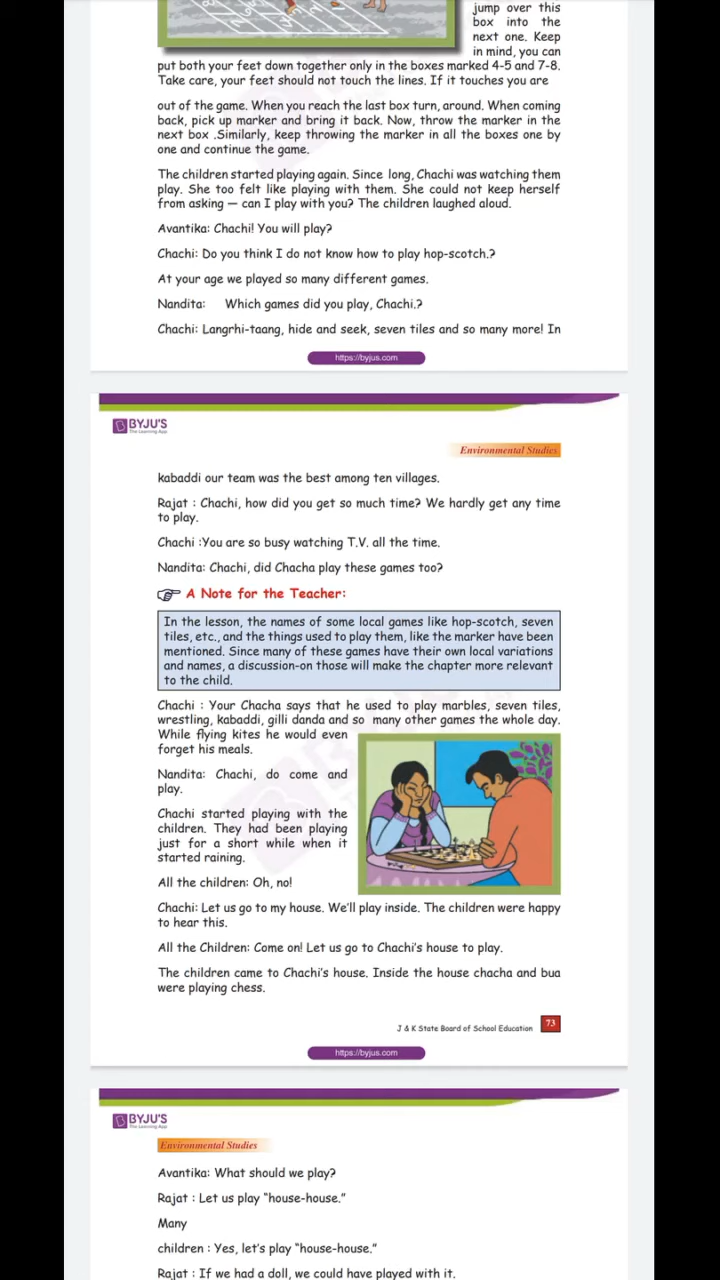 jump over this
box into the
next one. Keep
in mind, you can
put both your feet down together only in the boxes marked 4-5 and 7-8.
Take care, your feet should not touch the lines. If it touches you are
out of the game. When you reach the last box turn, around. When coming
back, pick up marker and bring it back. Now, throw the marker in the
next box .Similarly, keep throwing the marker in all the boxes one by
one and continue the game.
The children started playing again. Since long, Chachi was watching them
play. She too felt like playing with them. She could not keep herself
from asking — can I play with you? The children laughed aloud.
Avantika: Chachi! You will play?
Chachi: Do you think I do not know how to play hop-scotch.?
At your age we played so many different games.
Nandita: Which games did you play, Chachi.?
Chachi: Langrhi-taang, hide and seek, seven tiles and so many more! In
https://byjus.com
BYJU'S
The Learning App
Environmental Studies
kabaddi our team was the best among ten villages.
Rajat : Chachi, how did you get so much time? We hardly get any time
to play.
Chachi :You are so busy watching T.V. all the time.
Nandita: Chachi, did Chacha play these games too?
A Note for the Teacher:
In the lesson, the names of some local games like hop-scotch, seven
tiles, etc., and the things used to play them, like the marker have been
mentioned. Since many of these games have their own local variations
and names, a discussion-on those will make the chapter more relevant
to the child.
Chachi : Your Chacha says that he used to play marbles, seven tiles,
wrestling, kabaddi, gilli danda and so many other games the whole day.
While flying kites he would even
forget his meals.
Nandita: Chachi, do come and
play.
Chachi started playing with the
children. They had been playing
just for a short while when it
started raining.
All the children: Oh, no!
Chachi: Let us go to my house. We'll play inside. The children were happy
to hear this.
All the Children: Come on! Let us go to Chachi's house to play.
The children came to Chachi's house. Inside the house chacha and bua
were playing chess.
J & K State Board of School Education 73
https://byjus.com
BYJU'S
The Learning App
Environmental Studies
Avantika: What should we play?
Rajat : Let us play “house-house.”
Many
children : Yes, let's play “house-house.”
Rajat : If we had a doll, we could have played with it.